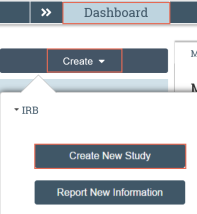 Dashboard
Create
M
IRB
Create New Study
Report New Information